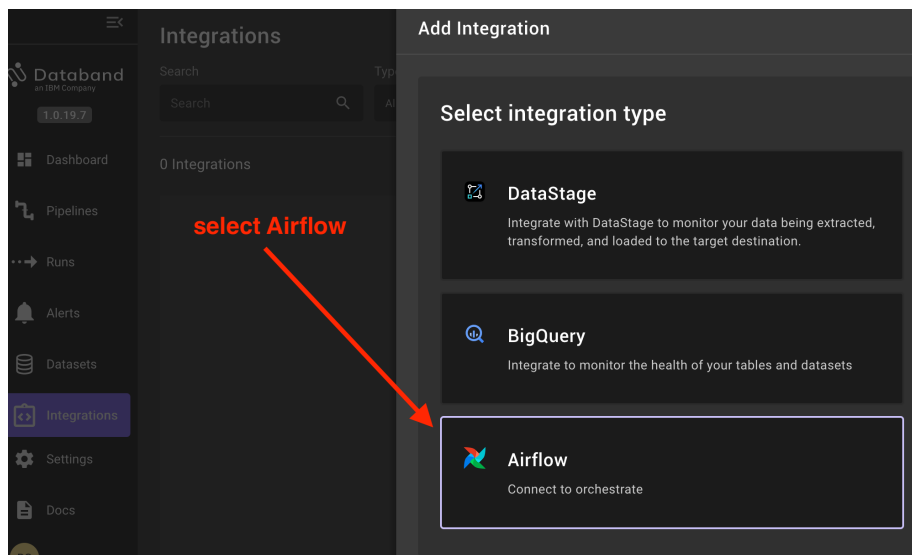 Databand
an IBM Company
1.0.19.7
Dashboard
Pipelines
Runs
Alerts
Datasets
Integrations
Settings
Docs
Integrations
Search
Typ
Search
Al
0 Integrations
select Airflow
Add Integration
Select integration type
DataStage
Integrate with DataStage to monitor your data being extracted,
transformed, and loaded to the target destination.
BigQuery
Integrate to monitor the health of your tables and datasets
Airflow
Connect to orchestrate